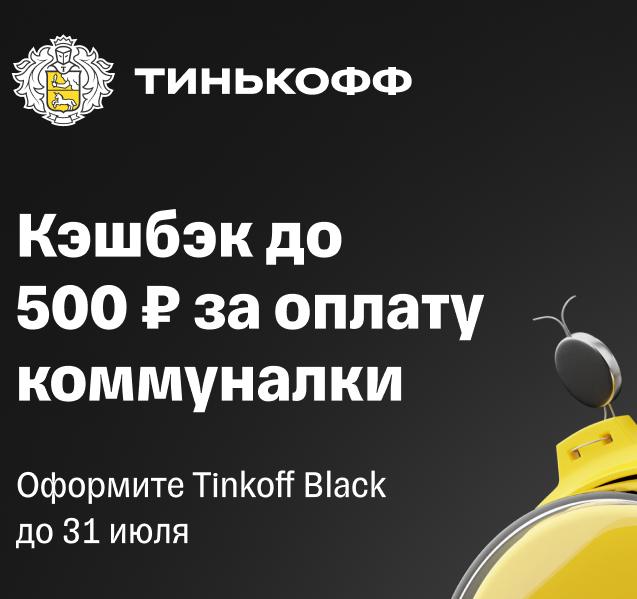 ТИНЬКОФФ
Кэшбэк до
500 ₽ за оплату
коммуналки
Оформите Tinkoff Black
до 31 июля